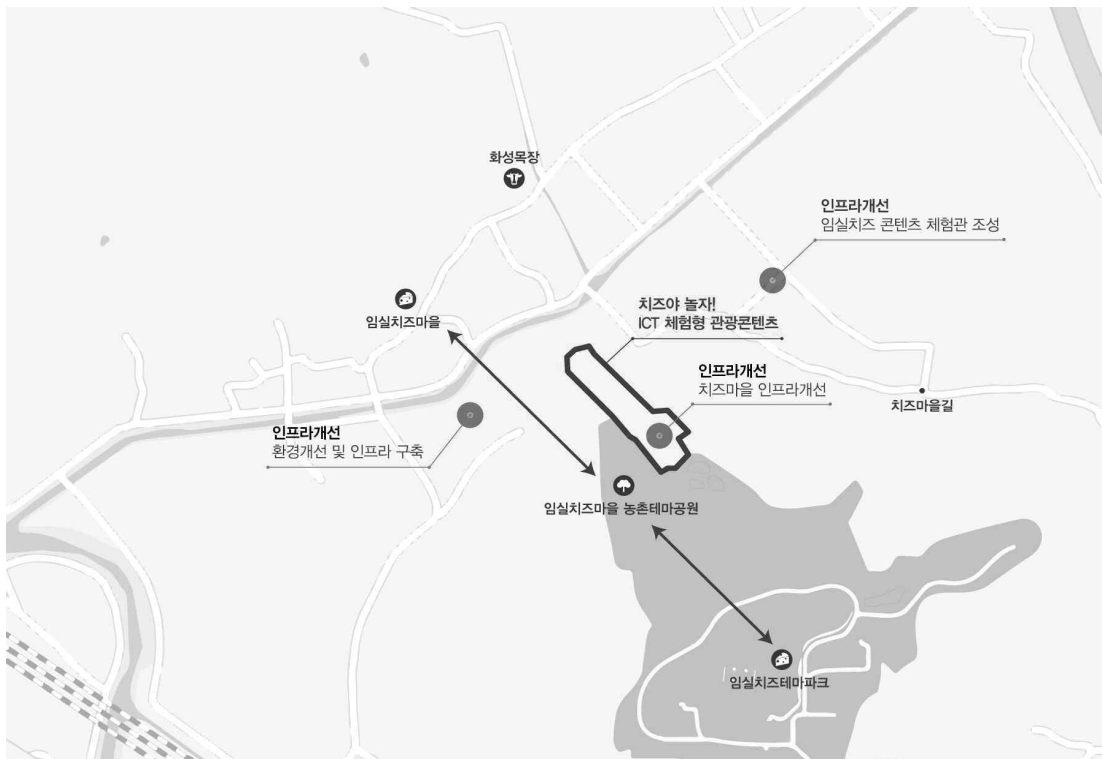 화성목장
인프라개선
임실치즈 콘텐츠 체험관 조성
임실치즈마을
치즈야 놀자!
ICT 체험형 관광콘텐츠
인프라개선
치즈마을 인프라개선
치즈마을길
인프라개선
환경개선 및 인프라 구축
임실치즈마을 농촌테마공원
임실치즈테마파크